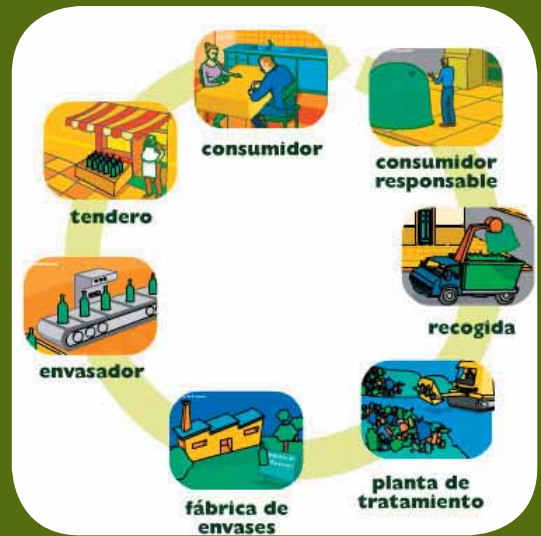 consumidor
consumidor
responsable
recogida
planta de
tratamiento
fábrica de
envases
envasador
tendero